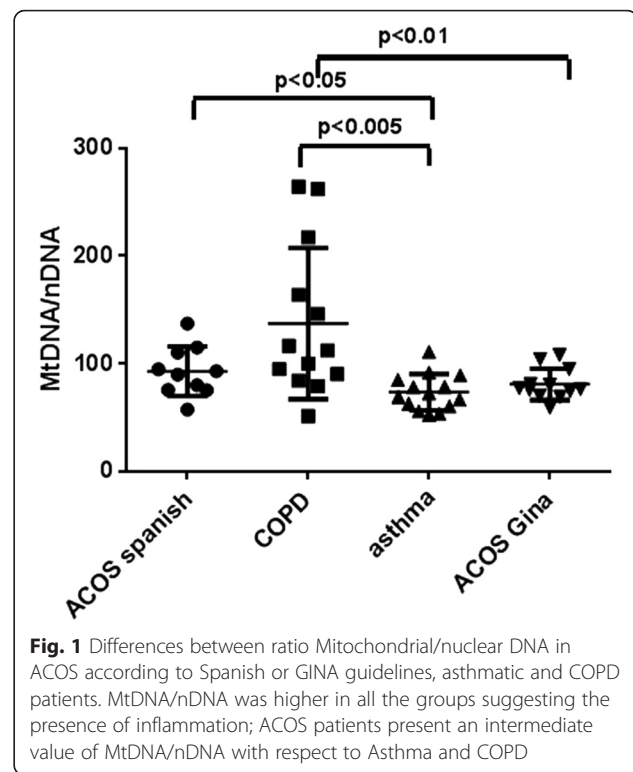 p<0.01
p<0.05
p<0.005
300
200
100
0
MtDNA/nDNA
ACOS spanish
COPD
asthma
ACOS Gina
Fig. 1 Differences between ratio Mitochondrial/nuclear DNA in
ACOS according to Spanish or GINA guidelines, asthmatic and COPD
patients. MtDNA/nDNA was higher in all the groups suggesting the
presence of inflammation; ACOS patients present an intermediate
value of MtDNA/nDNA with respect to Asthma and COPD